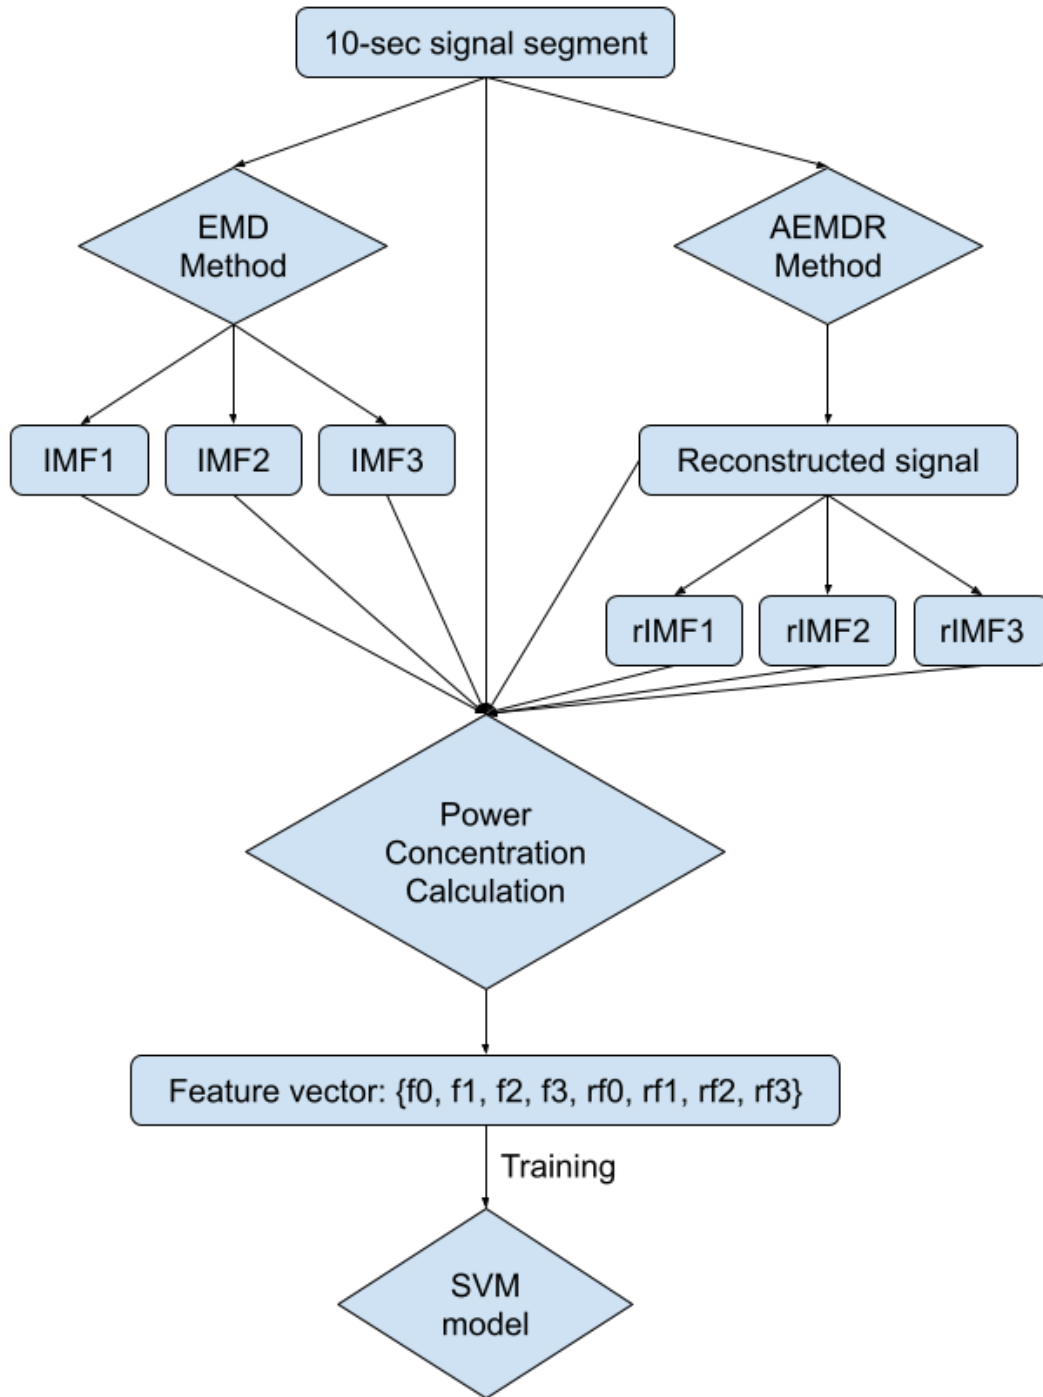 10-sec signal segment
EMD
Method
AEMDR
Method
IMF1
IMF2
IMF3
Reconstructed signal
rIMF1
rIMF2
rIMF3
Power
Concentration
Calculation
Feature vector: {f0, f1, f2, f3, rf0, rf1, rf2, rf3}
Training
SVM
model